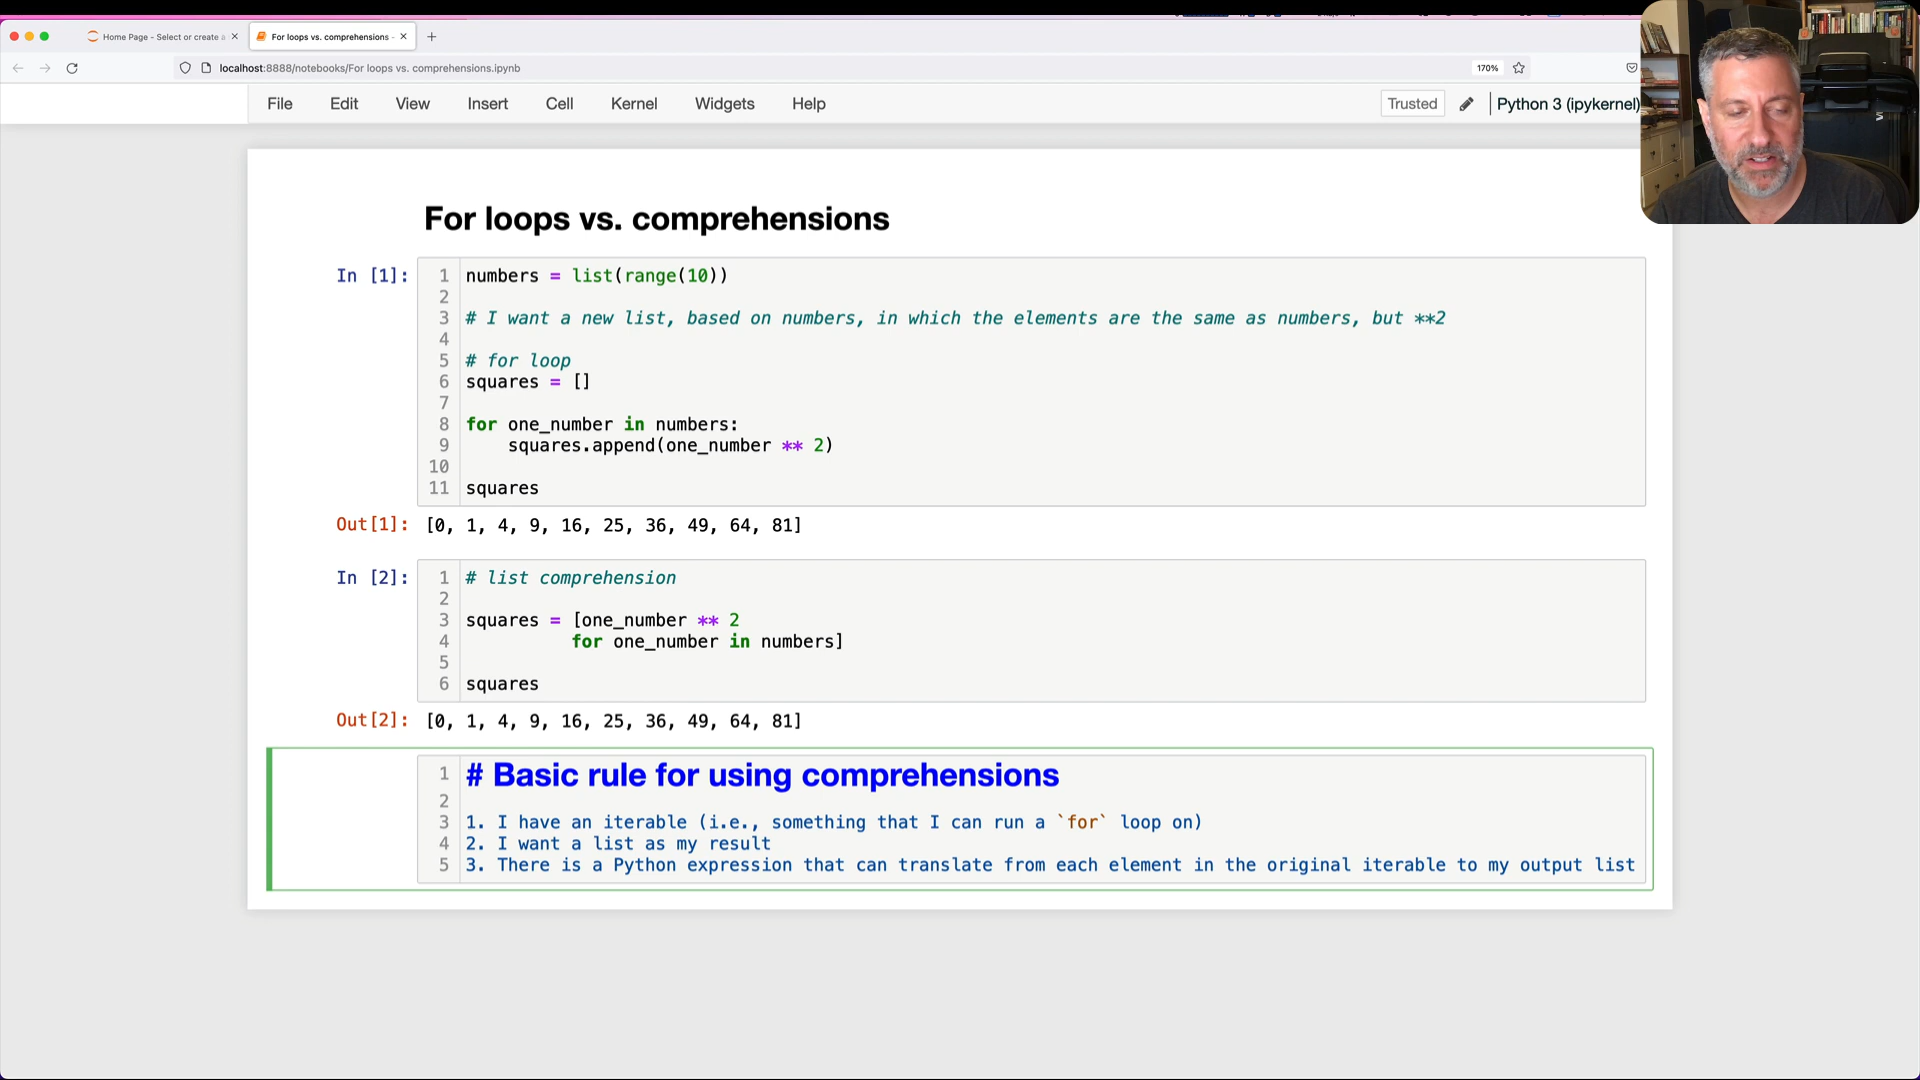 Home Page - Select or create a
For loops vs. comprehensions -
localhost:8888/notebooks/For loops vs. comprehensions.ipynb
170%
File Edit View Insert Cell Kernel Widgets Help
Trusted
Python 3 (ipykernel)
For loops vs. comprehensions
In [1]:
1 numbers = list(range(10))
2
3 # I want a new list, based on numbers, in which the elements are the same as numbers, but **2
4
5 # for loop
6 squares = []
7
8 for one_number in numbers:
9     squares.append(one_number ** 2)
10
11 squares
Out[1]: [0, 1, 4, 9, 16, 25, 36, 49, 64, 81]
In [2]:
1 # list comprehension
2
3 squares = [one_number ** 2
4           for one_number in numbers]
5
6 squares
Out[2]: [0, 1, 4, 9, 16, 25, 36, 49, 64, 81]
1 # Basic rule for using comprehensions
2
3 1. I have an iterable (i.e., something that I can run a `for` loop on)
4 2. I want a list as my result
5 3. There is a Python expression that can translate from each element in the original iterable to my output list